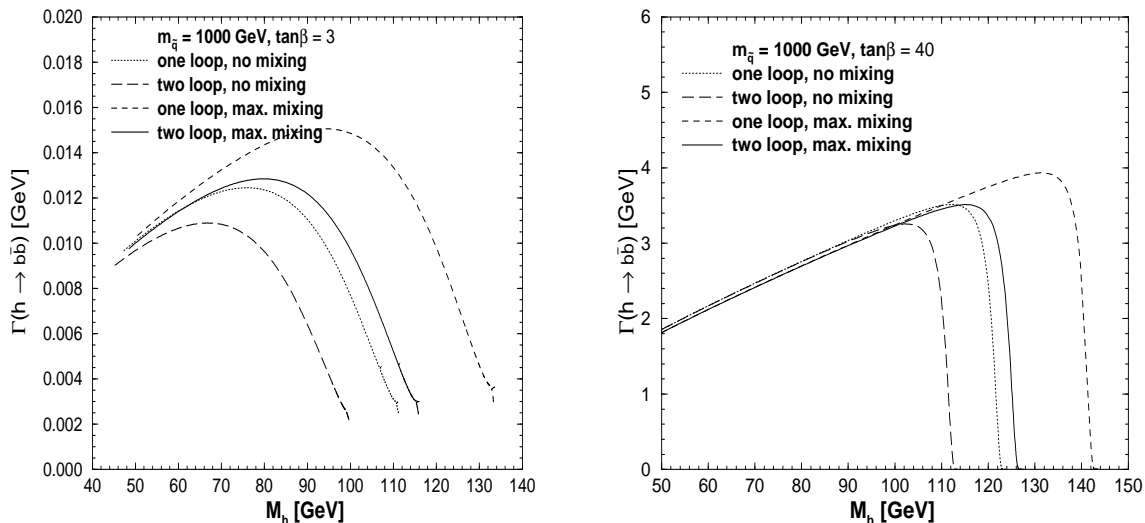 0.020
0.018
0.016
0.014
0.012
0.010
0.008
0.006
0.004
0.002
0.000
Γ(h → bb̄) [GeV]
m_q̃ = 1000 GeV, tanβ = 3
one loop, no mixing
two loop, no mixing
one loop, max. mixing
two loop, max. mixing
40 50 60 70 80 90 100 110 120 130 140
M_h [GeV]
6
5
4
3
2
1
0
Γ(h → bb̄) [GeV]
m_q̃ = 1000 GeV, tanβ = 40
one loop, no mixing
two loop, no mixing
one loop, max. mixing
two loop, max. mixing
50 60 70 80 90 100 110 120 130 140 150
M_h [GeV]